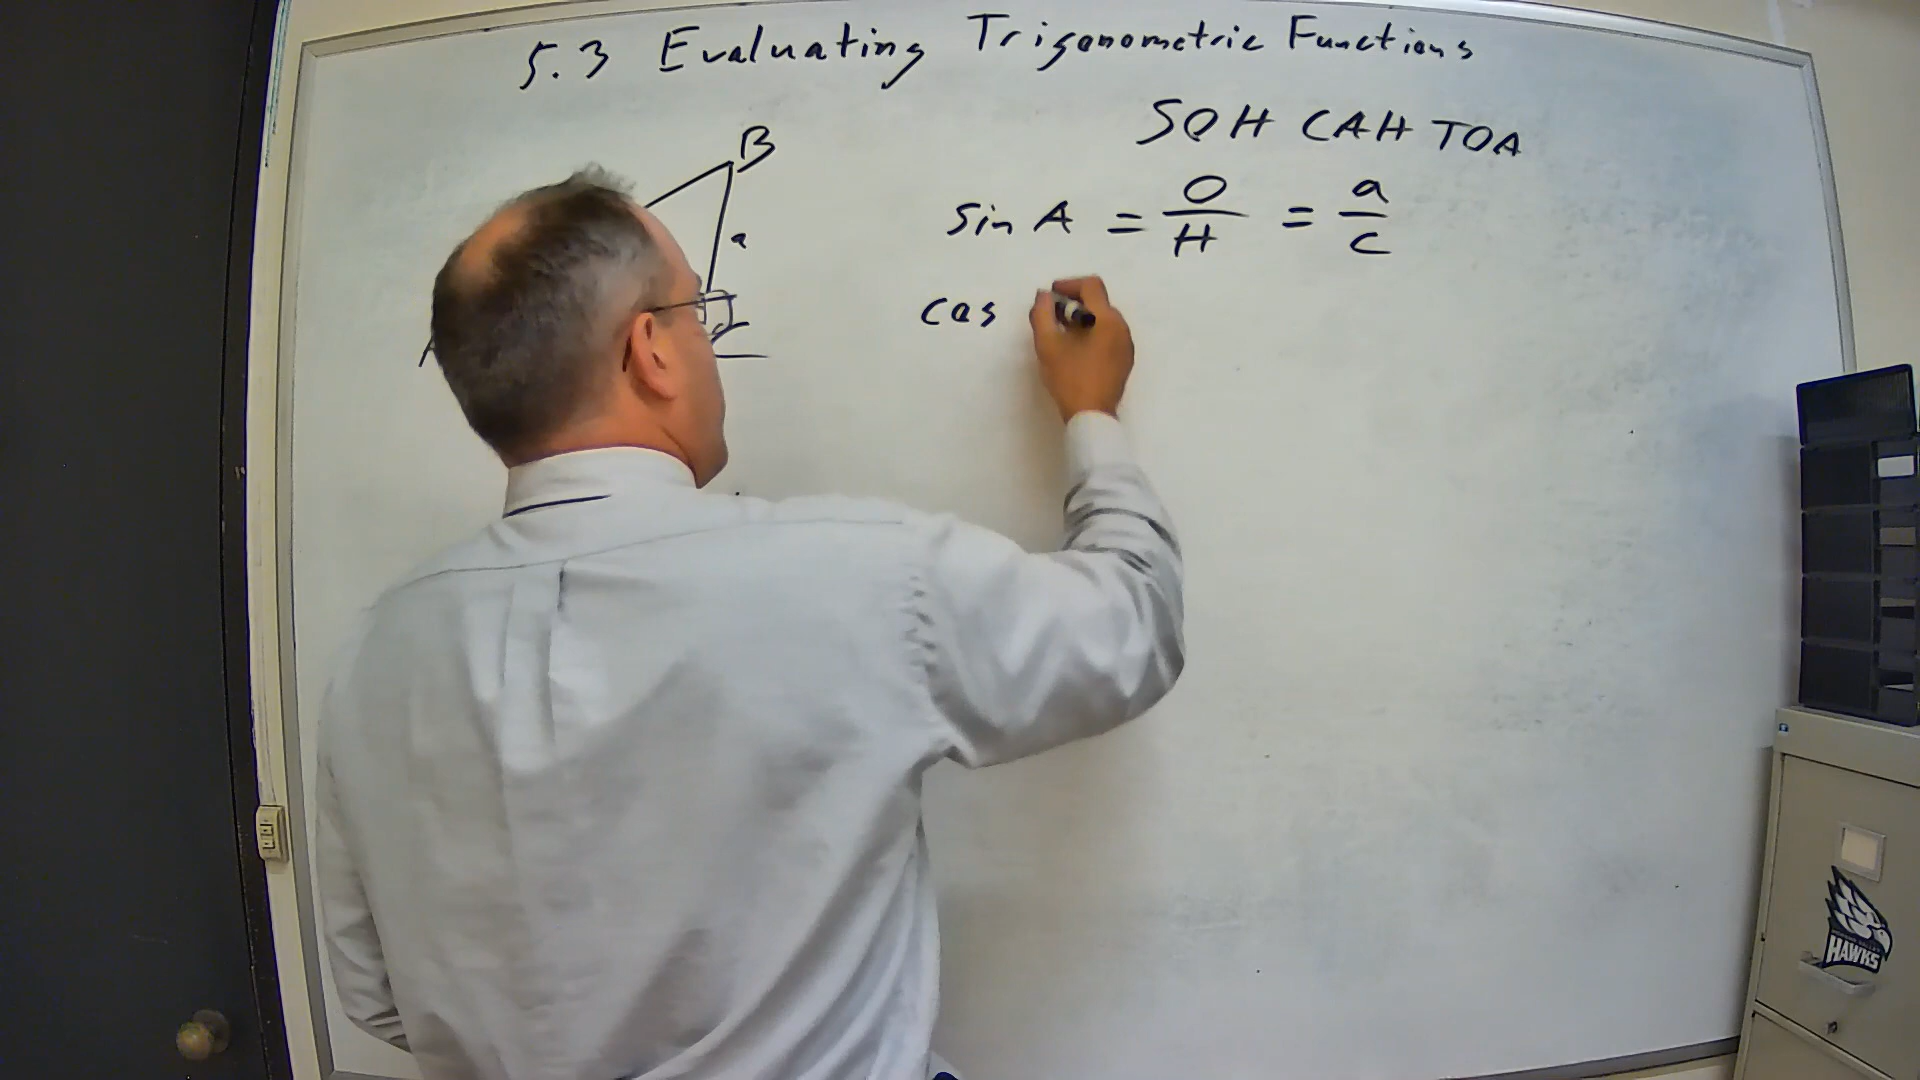 5.3 Evaluating Trigonometric Functions
SOH CAH TOA
B
a
A
C
sin A = O/H = a/c
cos
HAWKS